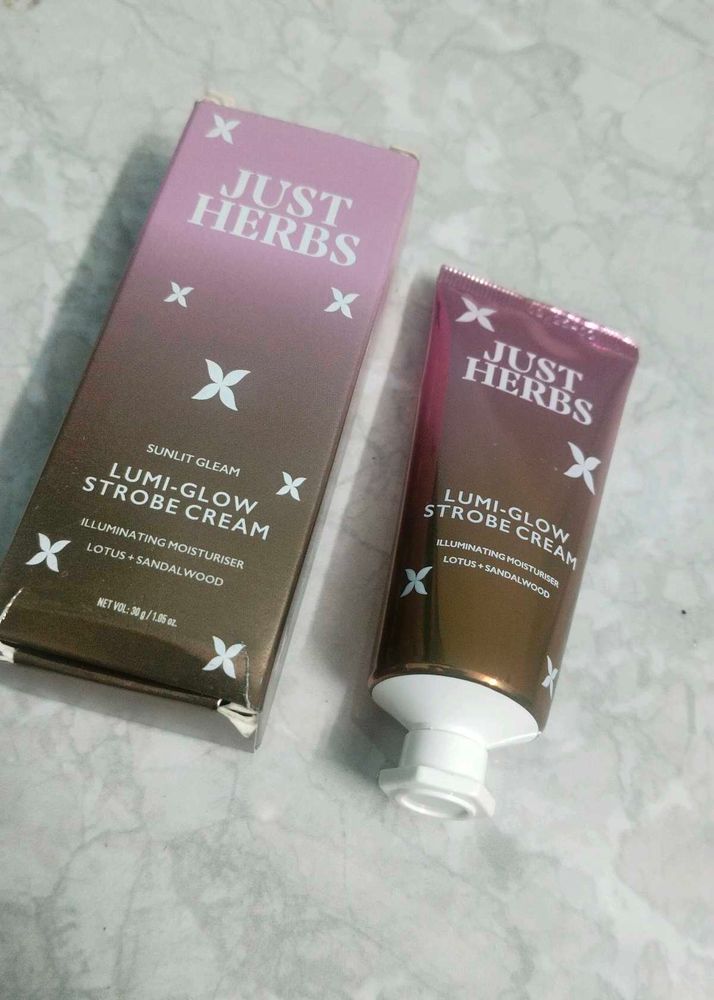 JUST
HERBS
SUNLIT GLEAM
LUMI-GLOW
STROBE CREAM
ILLUMINATING MOISTURISER
LOTUS + SANDALWOOD
NET VOL: 30 g / 1.05 oz.
JUST
HERBS
LUMI-GLOW
STROBE CREAM
ILLUMINATING MOISTURISER
LOTUS + SANDALWOOD